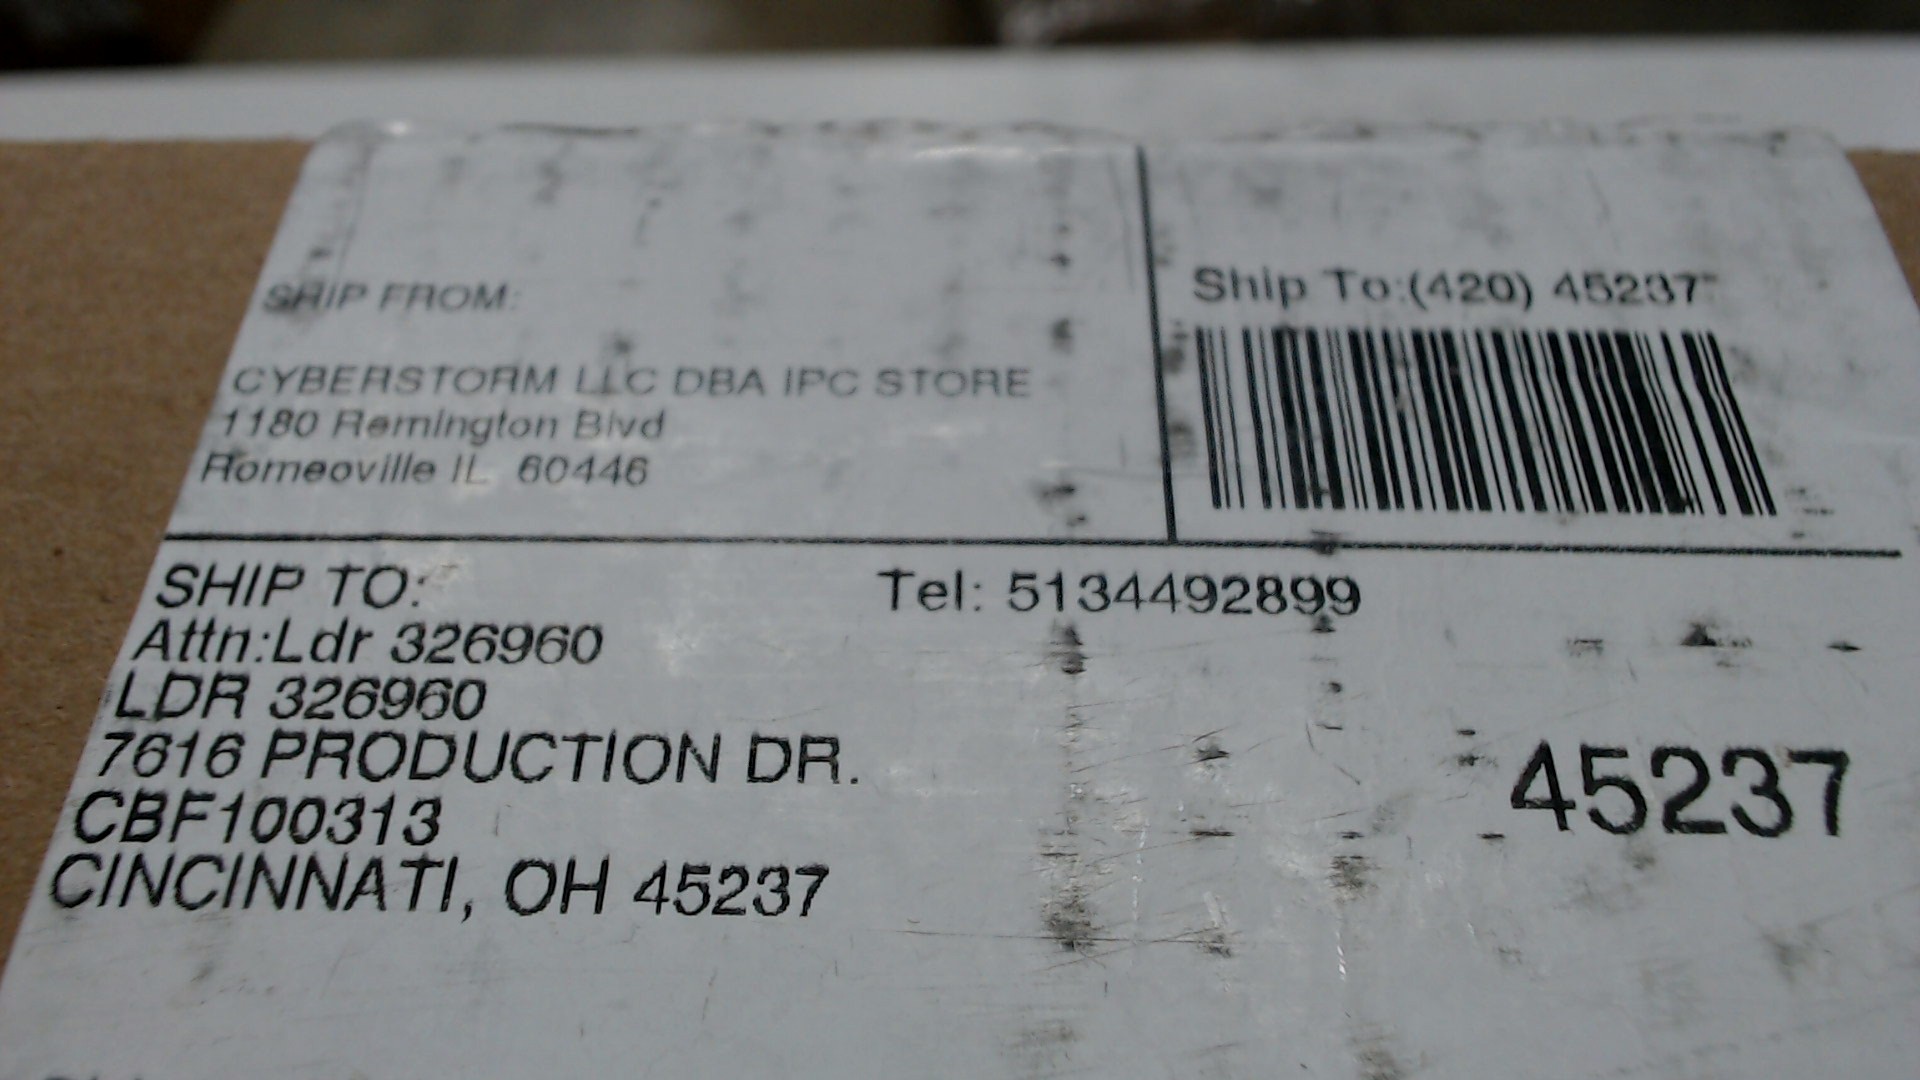 SHIP FROM:
CYBERSTORM LLC DBA IPC STORE
1180 Remington Blvd
Romeoville IL 60446
Ship To:(420) 45237
SHIP TO:
Tel: 5134492899
Attn:Ldr 326960
LDR 326960
7616 PRODUCTION DR.
CBF100313
CINCINNATI, OH 45237
45237